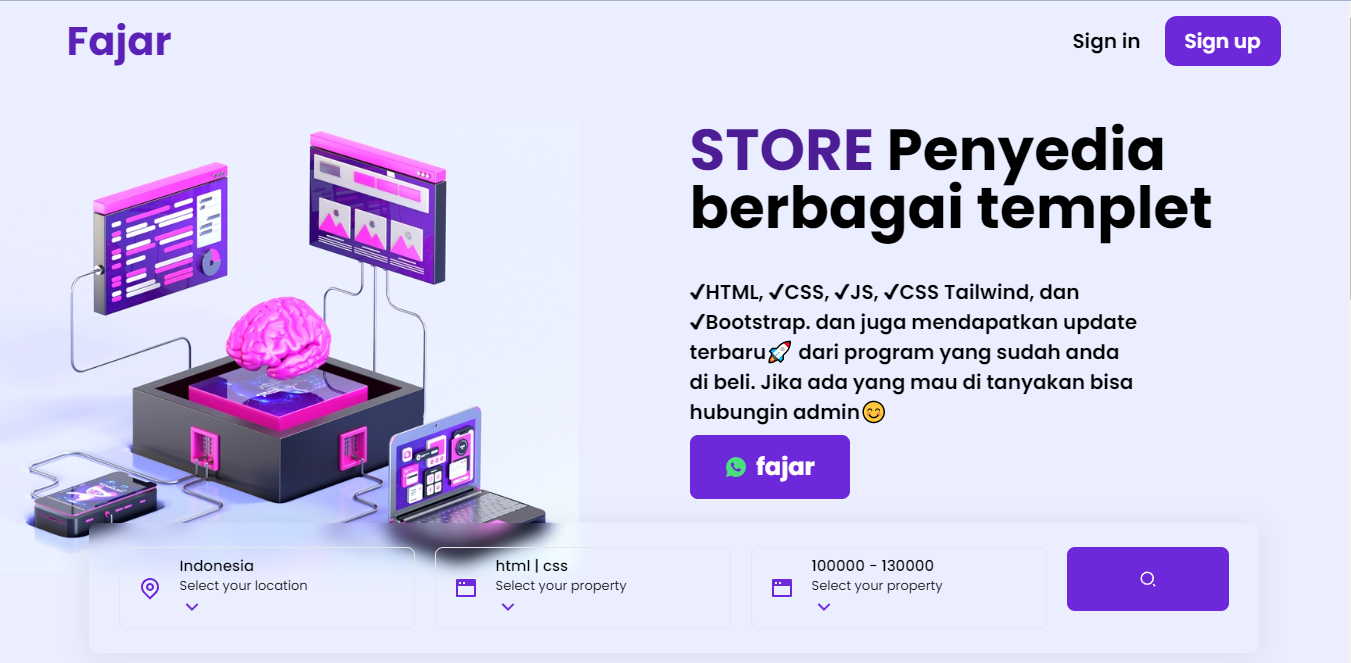 Fajar
Sign in
Sign up
STORE Penyedia
berbagai templet
✔HTML, ✔CSS, ✔JS, ✔CSS Tailwind, dan
✔Bootstrap. dan juga mendapatkan update
terbaru🚀 dari program yang sudah anda
di beli. Jika ada yang mau di tanyakan bisa
hubungin admin😊
fajar
Indonesia
Select your location
html | css
Select your property
100000 - 130000
Select your property